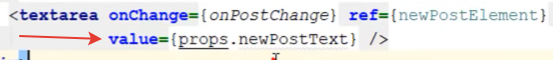 <textarea onChange={onPostChange} ref={newPostElement}
value={props.newPostText} />